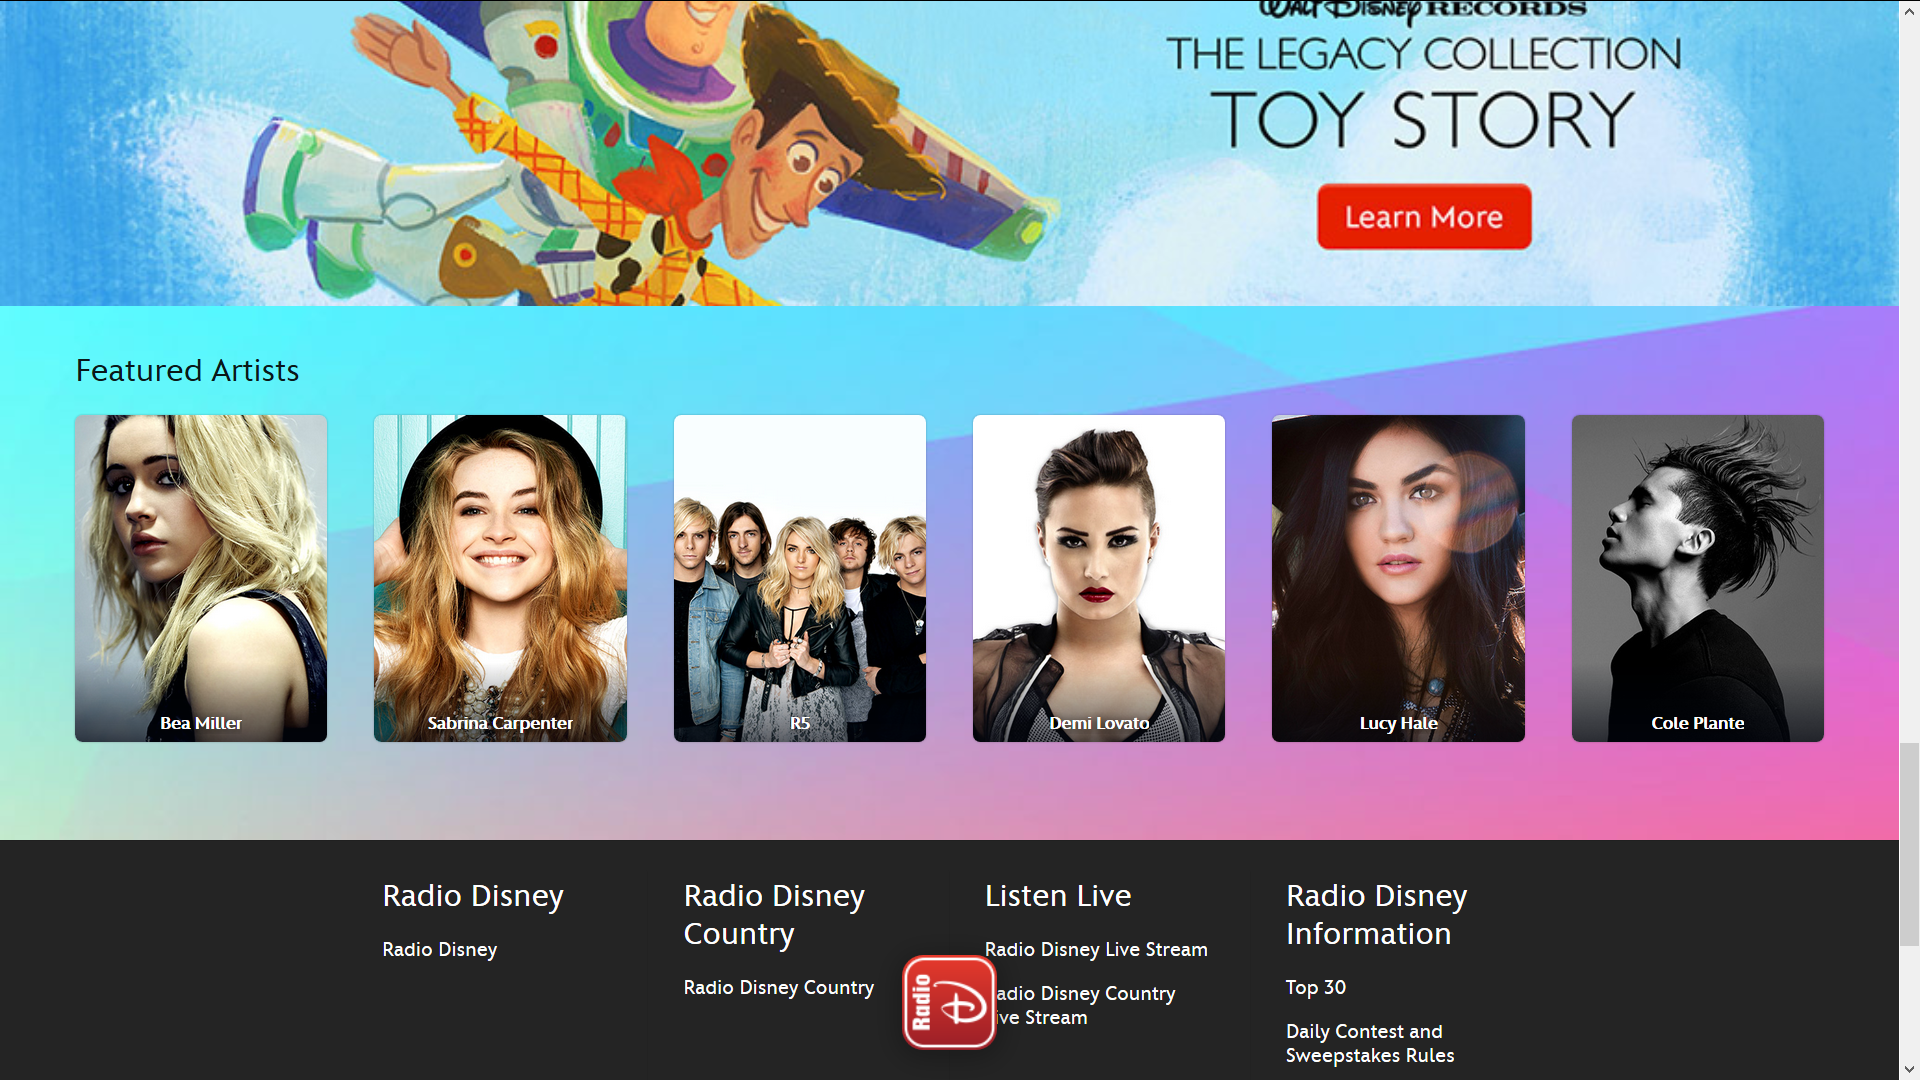 WALT DISNEY RECORDS
THE LEGACY COLLECTION
TOY STORY
Learn More
Featured Artists
Bea Miller
Sabrina Carpenter
R5
Demi Lovato
Lucy Hale
Cole Plante
Radio Disney
Radio Disney
Radio Disney
Country
Radio Disney Country
Listen Live
Radio Disney Live Stream
adio Disney Country
ive Stream
Radio Disney
Information
Top 30
Daily Contest and
Sweepstakes Rules
Radio D